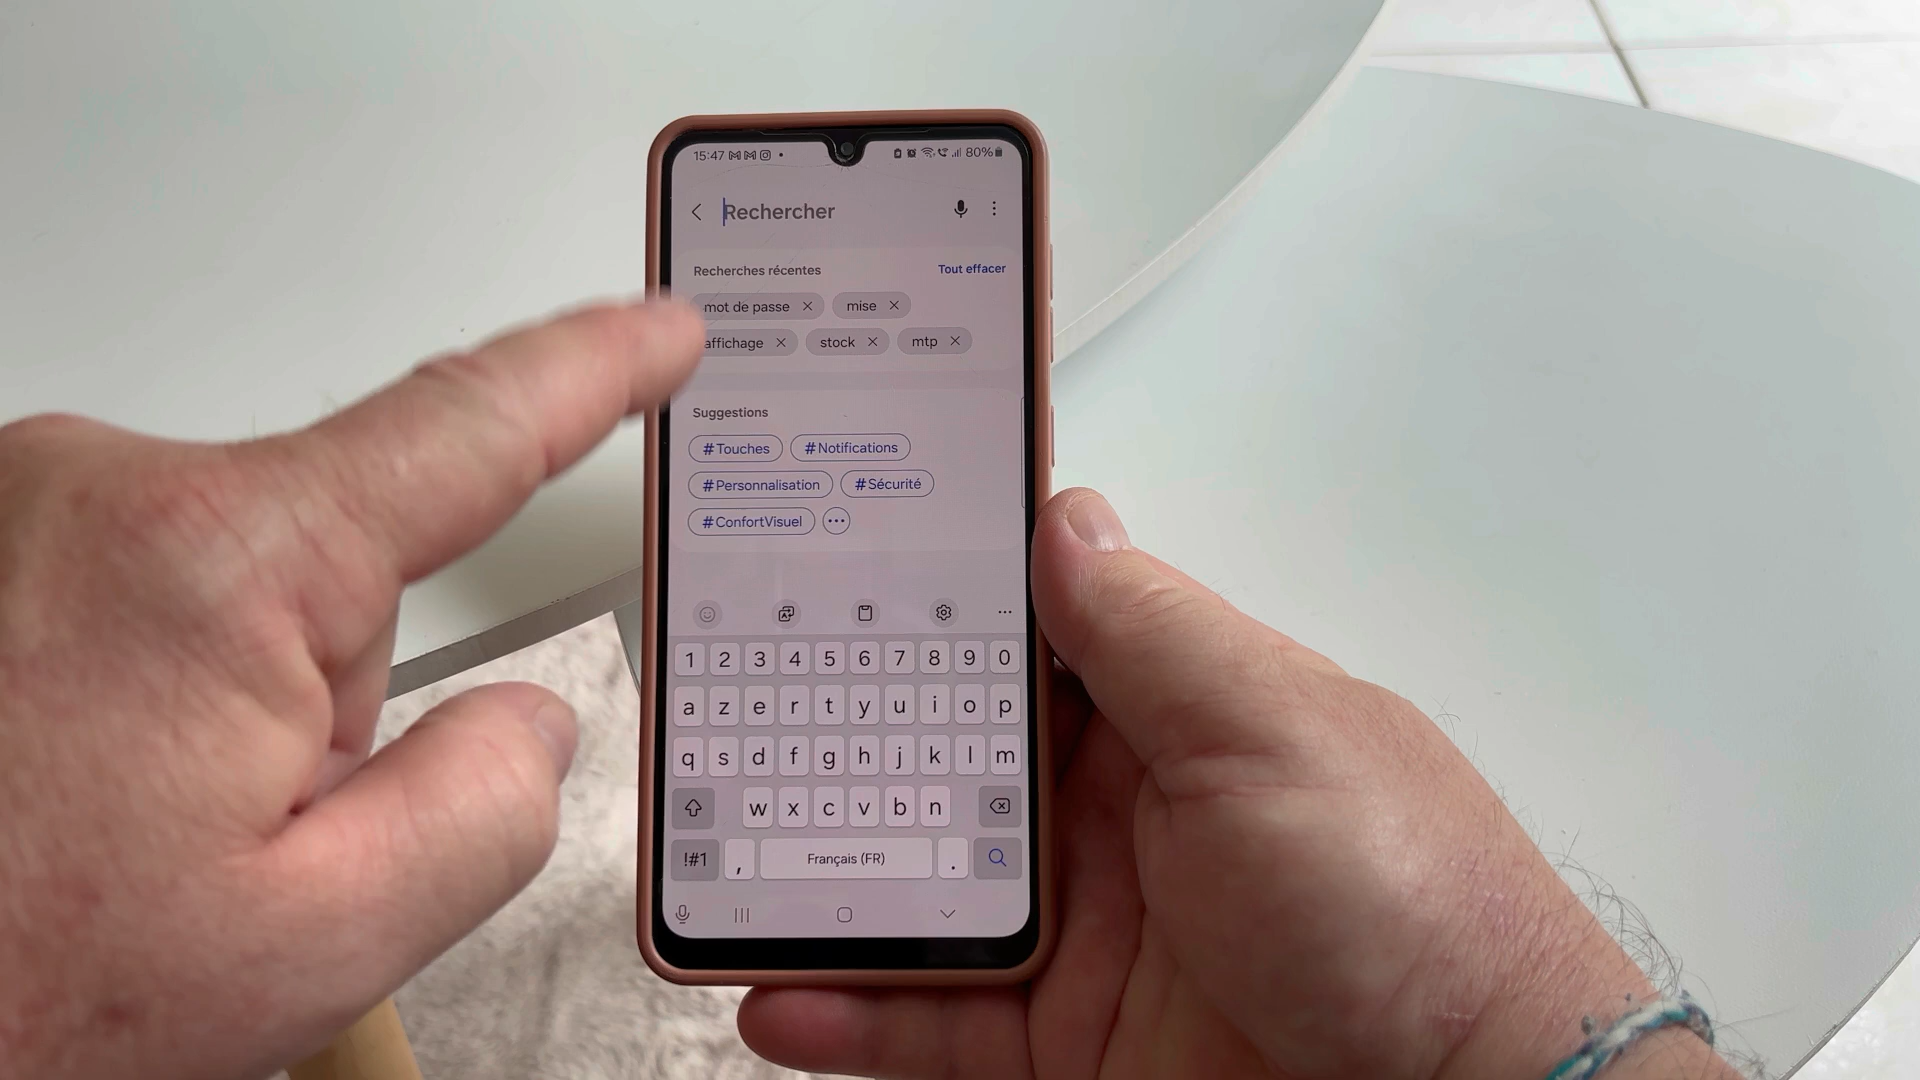 15:47 80%
Rechercher
Recherches récentes Tout effacer
mot de passe mise
affichage stock mtp
Suggestions
#Touches #Notifications
#Personnalisation #Sécurité
#ConfortVisuel
1 2 3 4 5 6 7 8 9 0
a z e r t y u i o p
q s d f g h j k l m
w x c v b n
!#1 , Français (FR) .